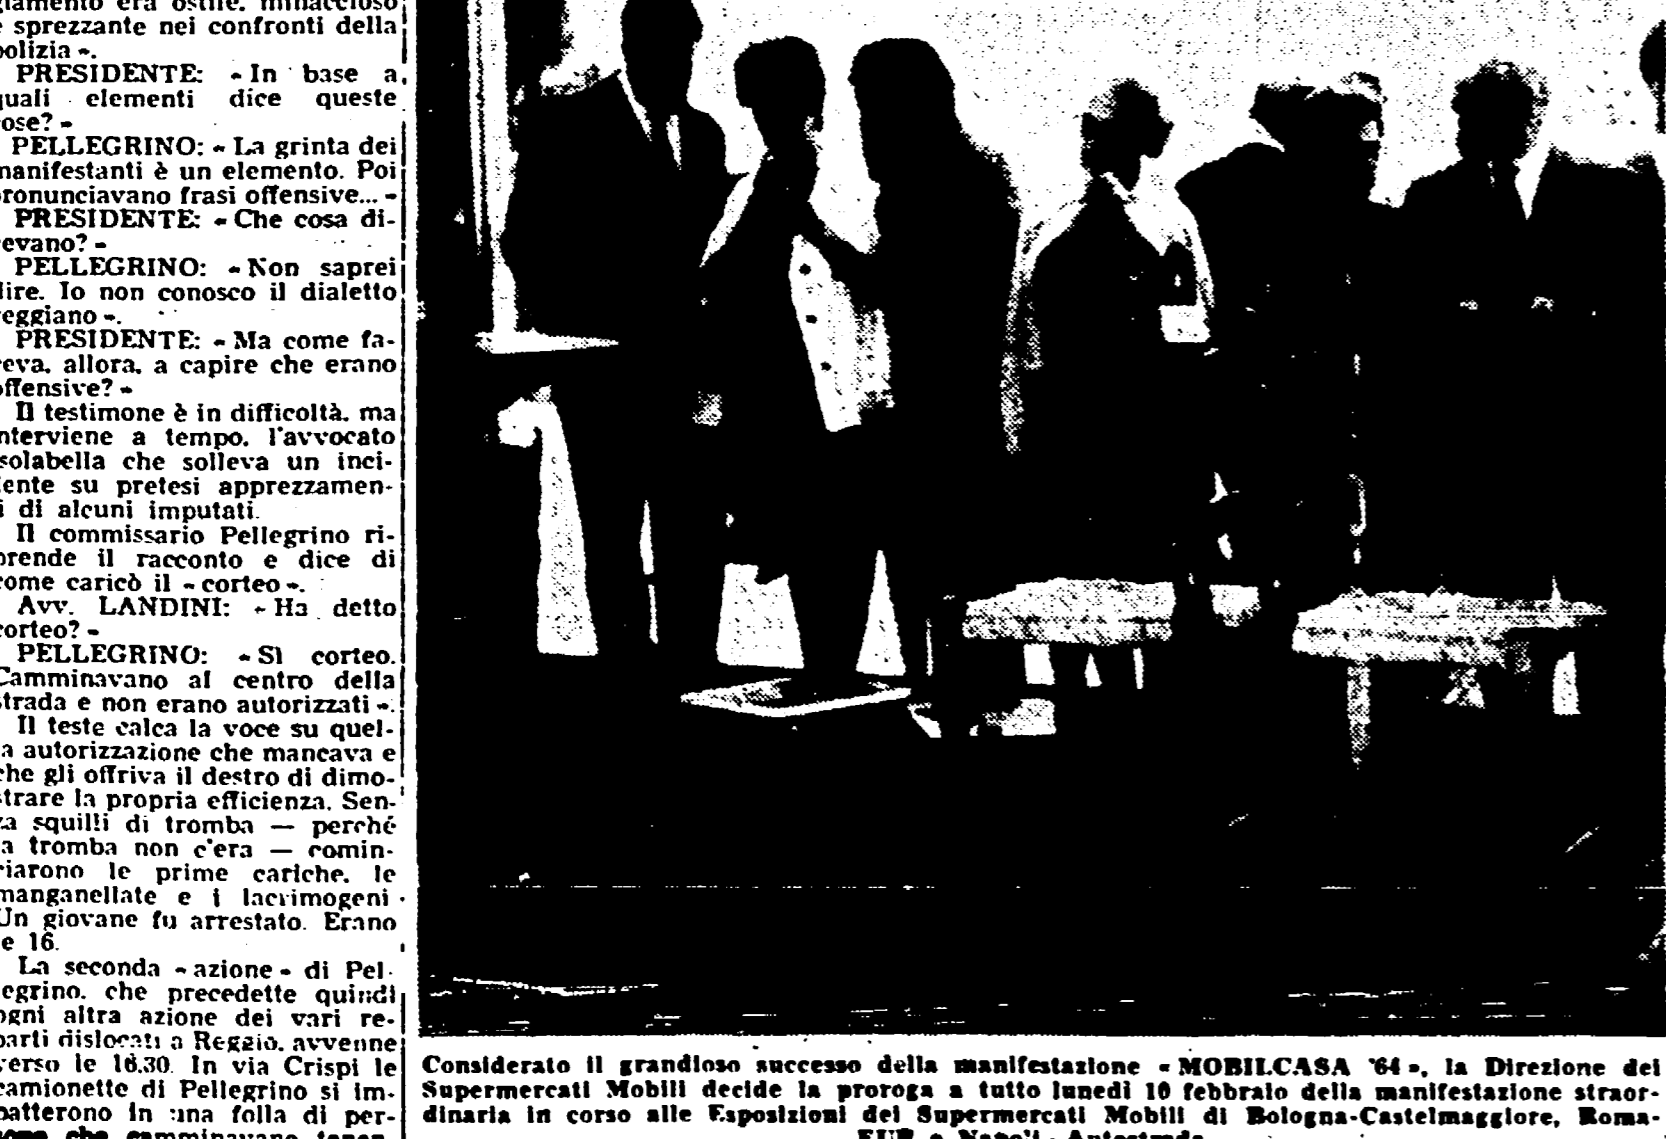 giamento era ostile, minaccioso
e sprezzante nei confronti della
polizia ».
PRESIDENTE: « In base a
quali elementi dice queste
cose? »
PELLEGRINO: « La grinta dei
manifestanti è un elemento. Poi
pronunciavano frasi offensive... »
PRESIDENTE: « Che cosa di-
cevano? »
PELLEGRINO: « Non saprei
dire. Io non conosco il dialetto
reggiano ».
PRESIDENTE: « Ma come fa-
ceva, allora, a capire che erano
offensive? »
Il testimone è in difficoltà, ma
interviene a tempo, l'avvocato
Isolabella che solleva un inci-
dente su pretesi apprezzamen-
ti di alcuni imputati.
Il commissario Pellegrino ri-
prende il racconto e dice di
come caricò il « corteo ».
Avv. LANDINI: « Ha detto
corteo? »
PELLEGRINO: « Sì corteo.
Camminavano al centro della
strada e non erano autorizzati ».
Il teste calca la voce su quel-
la autorizzazione che mancava e
che gli offriva il destro di dimo-
strare la propria efficienza. Sen-
za squilli di tromba — perché
la tromba non c'era — comin-
ciarono le prime cariche, le
manganellate e i lacrimogeni
Un giovane fu arrestato. Erano
le 16.
La seconda « azione » di Pel-
legrino, che precedette quindi
ogni altra azione dei vari re-
parti dislocati a Reggio, avvenne
verso le 16,30. In via Crispi le
camionette di Pellegrino si im-
batterono in una folla di per-
sone che camminavano
Considerato il grandioso successo della manifestazione « MOBILCASA '64 », la Direzione dei
Supermercati Mobili decide la proroga a tutto lunedì 10 febbraio della manifestazione straor-
dinaria in corso alle Esposizioni dei Supermercati Mobili di Bologna-Castelmaggiore, Roma-
EUR e Napoli - Autostrada